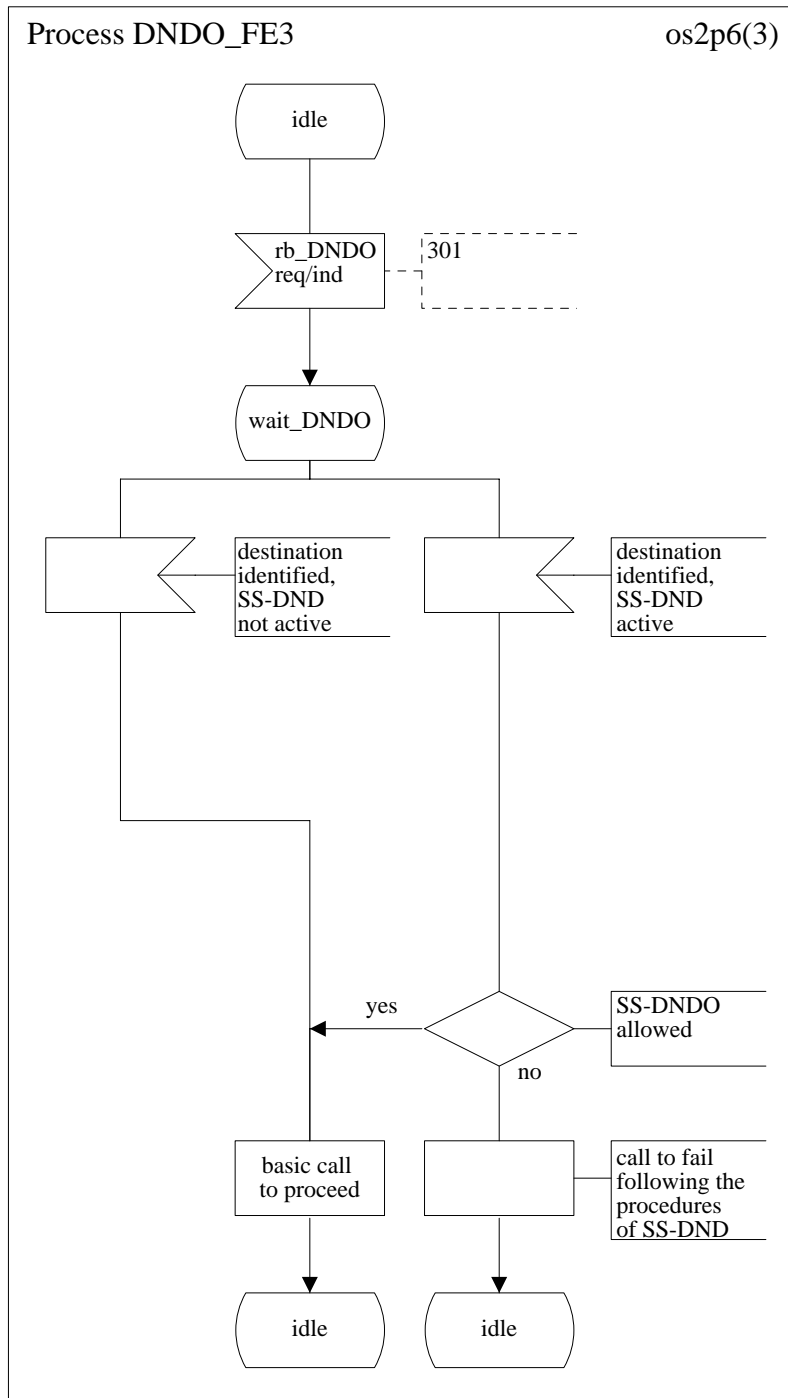 Process DNDO_FE3
os2p6(3)
idle
rb_DNDO
req/ind
301
wait_DNDO
destination
identified,
SS-DND
not active
destination
identified,
SS-DND
active
yes
SS-DNDO
allowed
no
basic call
to proceed
call to fail
following the
procedures
of SS-DND
idle
idle